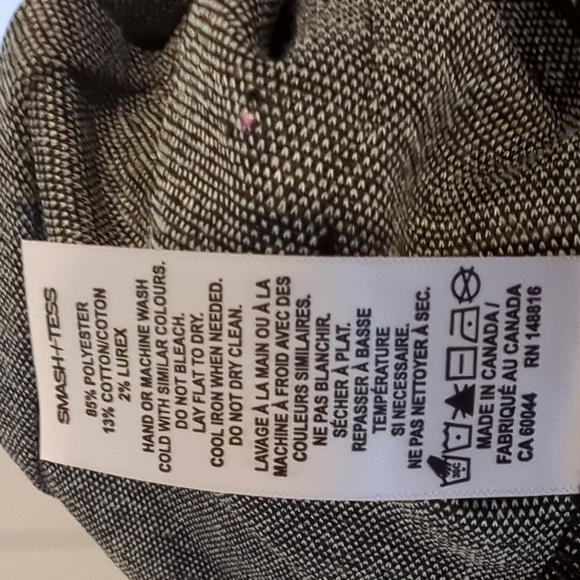 SMASH+TESS
85% POLYESTER
13% COTTON/COTON
2% LUREX
HAND OR MACHINE WASH
COLD WITH SIMILAR COLOURS.
DO NOT BLEACH.
LAY FLAT TO DRY.
COOL IRON WHEN NEEDED.
DO NOT DRY CLEAN.
LAVAGE À LA MAIN OU À LA
MACHINE À FROID AVEC DES
COULEURS SIMILAIRES.
NE PAS BLANCHIR.
SÉCHER À PLAT.
REPASSER À BASSE
TEMPÉRATURE
SI NECESSAIRE.
NE PAS NETTOYER À SEC.
30C
MADE IN CANADA /
FABRIQUÉ AU CANADA
CA 60044 RN 148816